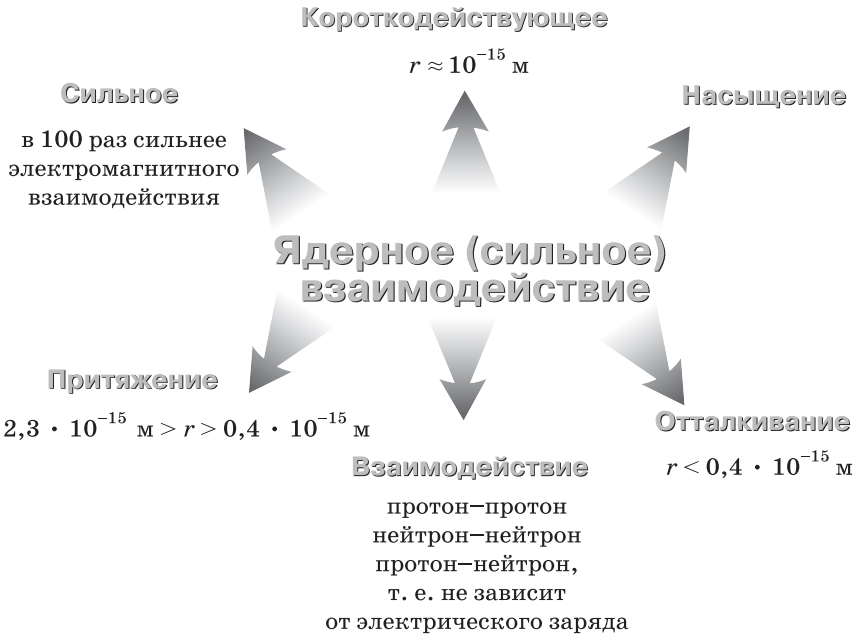 Короткодействующее
r ≈ 10⁻¹⁵ м
Сильное
в 100 раз сильнее
электромагнитного
взаимодействия
Насыщение
Ядерное (сильное)
взаимодействие
Притяжение
2,3 · 10⁻¹⁵ м > r > 0,4 · 10⁻¹⁵ м
Взаимодействие
протон–протон
нейтрон–нейтрон
протон–нейтрон,
т. е. не зависит
от электрического заряда
Отталкивание
r < 0,4 · 10⁻¹⁵ м